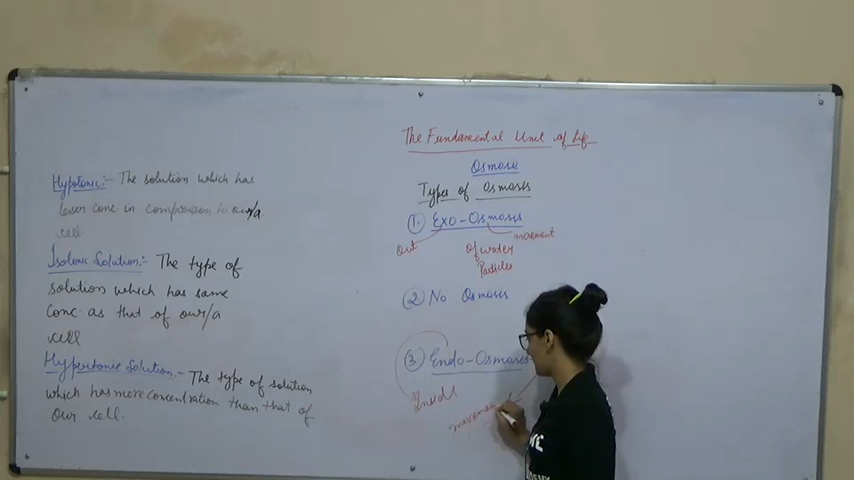 Hypotonic:- The solution which has
lesser conc in comparison to our/a
cell.
Isotonic Solution:- The type of
solution which has same
conc as that of our/a
cell
Hypertonic Solution:- The type of solution
which has more concentration than that of
our cell.
The Fundamental Unit of life
Osmosis
Types of Osmosis
1. Exo-Osmosis
Out
movement
of water
Particles
2 No Osmosis
3 Endo-Osmosis
Inside
movement